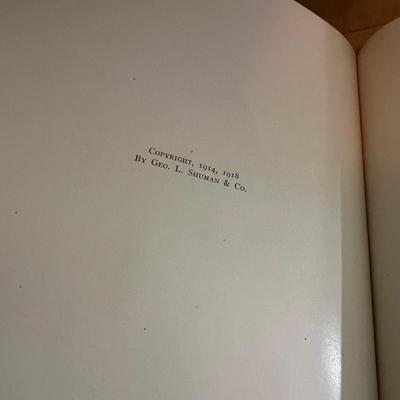 Copyright, 1914, 1918
By Geo. L. Shuman & Co.